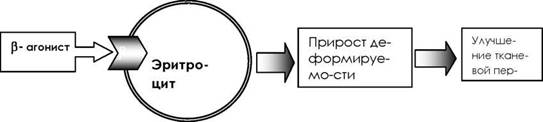 β- агонист
Эритро-
цит
Прирост де-
формируе-
мо-сти
Улучше-
ние ткане-
вой пер-